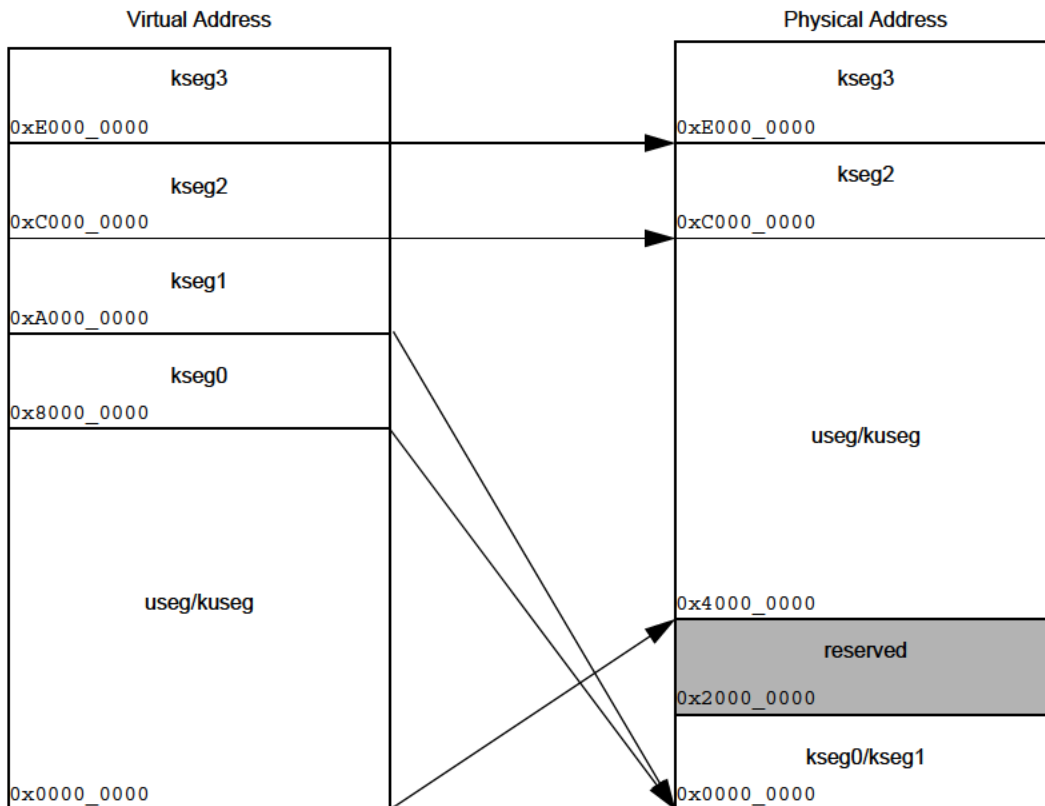 Virtual Address
kseg3
0xE000_0000
kseg2
0xC000_0000
kseg1
0xA000_0000
kseg0
0x8000_0000
useg/kuseg
0x0000_0000
Physical Address
kseg3
0xE000_0000
kseg2
0xC000_0000
useg/kuseg
0x4000_0000
reserved
0x2000_0000
kseg0/kseg1
0x0000_0000